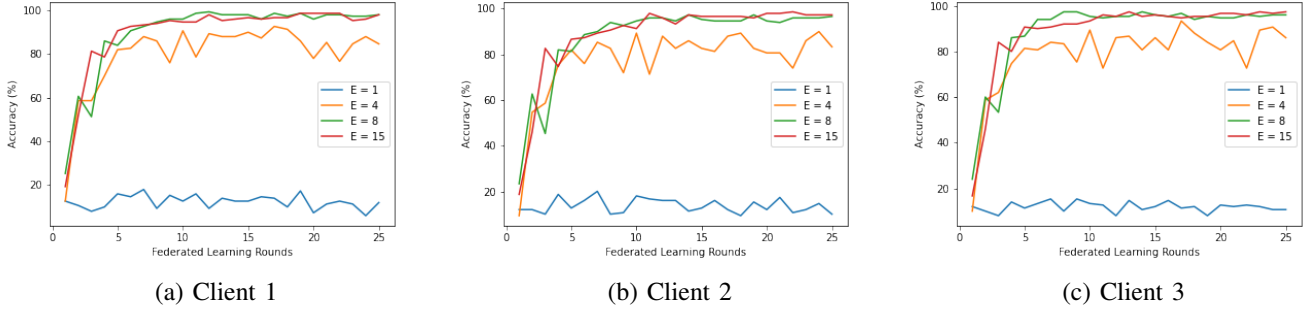 Accuracy (%)
100
80
60
40
20
0
5
10
15
20
25
Federated Learning Rounds
E = 1
E = 4
E = 8
E = 15
(a) Client 1
Accuracy (%)
100
80
60
40
20
0
5
10
15
20
25
Federated Learning Rounds
E = 1
E = 4
E = 8
E = 15
(b) Client 2
Accuracy (%)
100
80
60
40
20
0
5
10
15
20
25
Federated Learning Rounds
E = 1
E = 4
E = 8
E = 15
(c) Client 3